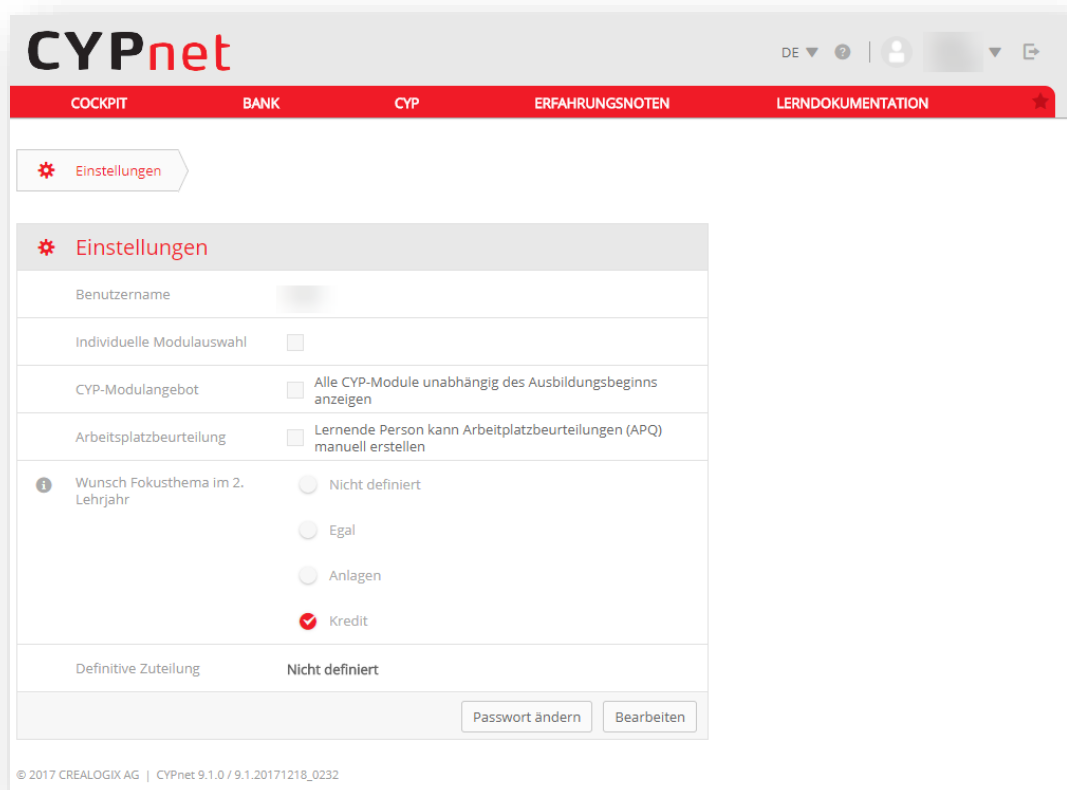 CYPnet
DE
COCKPIT BANK CYP ERFAHRUNGSNOTEN LERNDOKUMENTATION
Einstellungen
Einstellungen
Benutzername
Individuelle Modulauswahl
CYP-Modulangebot
Alle CYP-Module unabhängig des Ausbildungsbeginns
anzeigen
Arbeitsplatzbeurteilung
Lernende Person kann Arbeitplatzbeurteilungen (APQ)
manuell erstellen
Wunsch Fokusthema im 2.
Lehrjahr
Nicht definiert
Egal
Anlagen
Kredit
Definitive Zuteilung Nicht definiert
Passwort ändern Bearbeiten
© 2017 CREALOGIX AG | CYPnet 9.1.0 / 9.1.20171218_0232